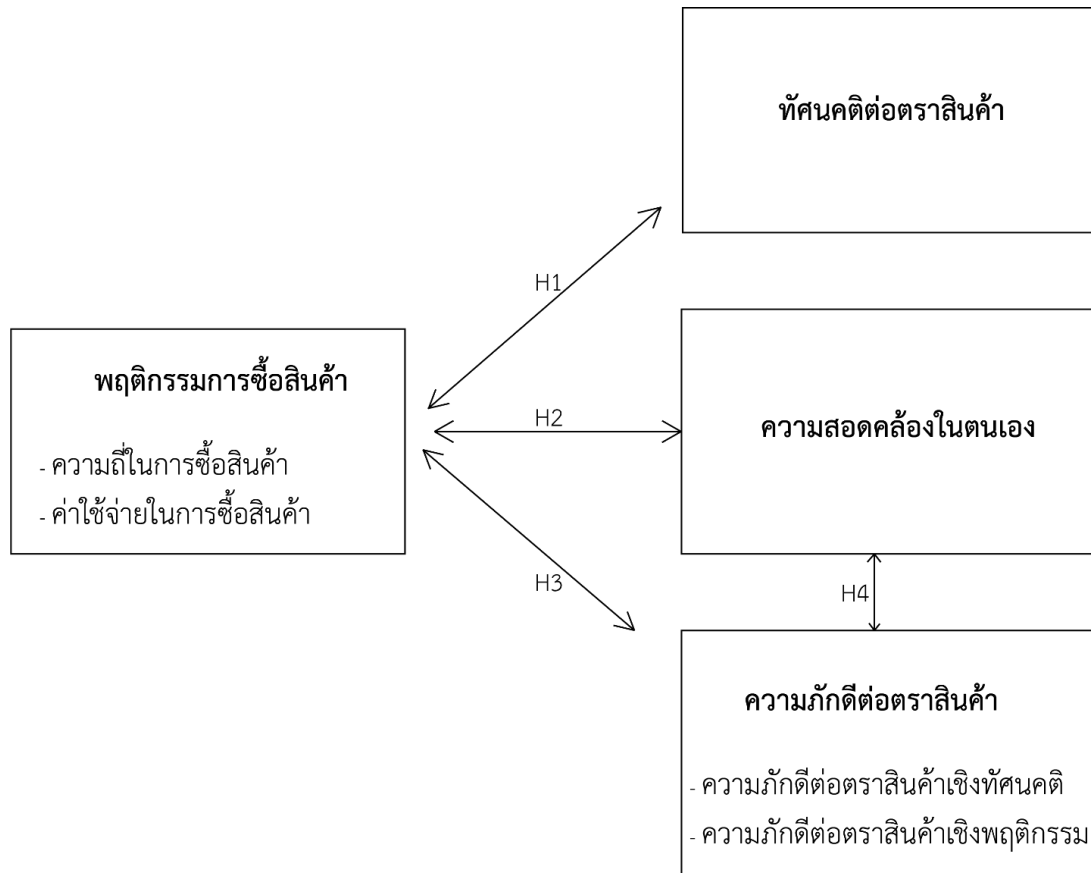 ทัศนคติต่อตราสินค้า
H1
พฤติกรรมการซื้อสินค้า
- ความถี่ในการซื้อสินค้า
- ค่าใช้จ่ายในการซื้อสินค้า
H2
ความสอดคล้องในตนเอง
H3
H4
ความภักดีต่อตราสินค้า
- ความภักดีต่อตราสินค้าเชิงทัศนคติ
- ความภักดีต่อตราสินค้าเชิงพฤติกรรม